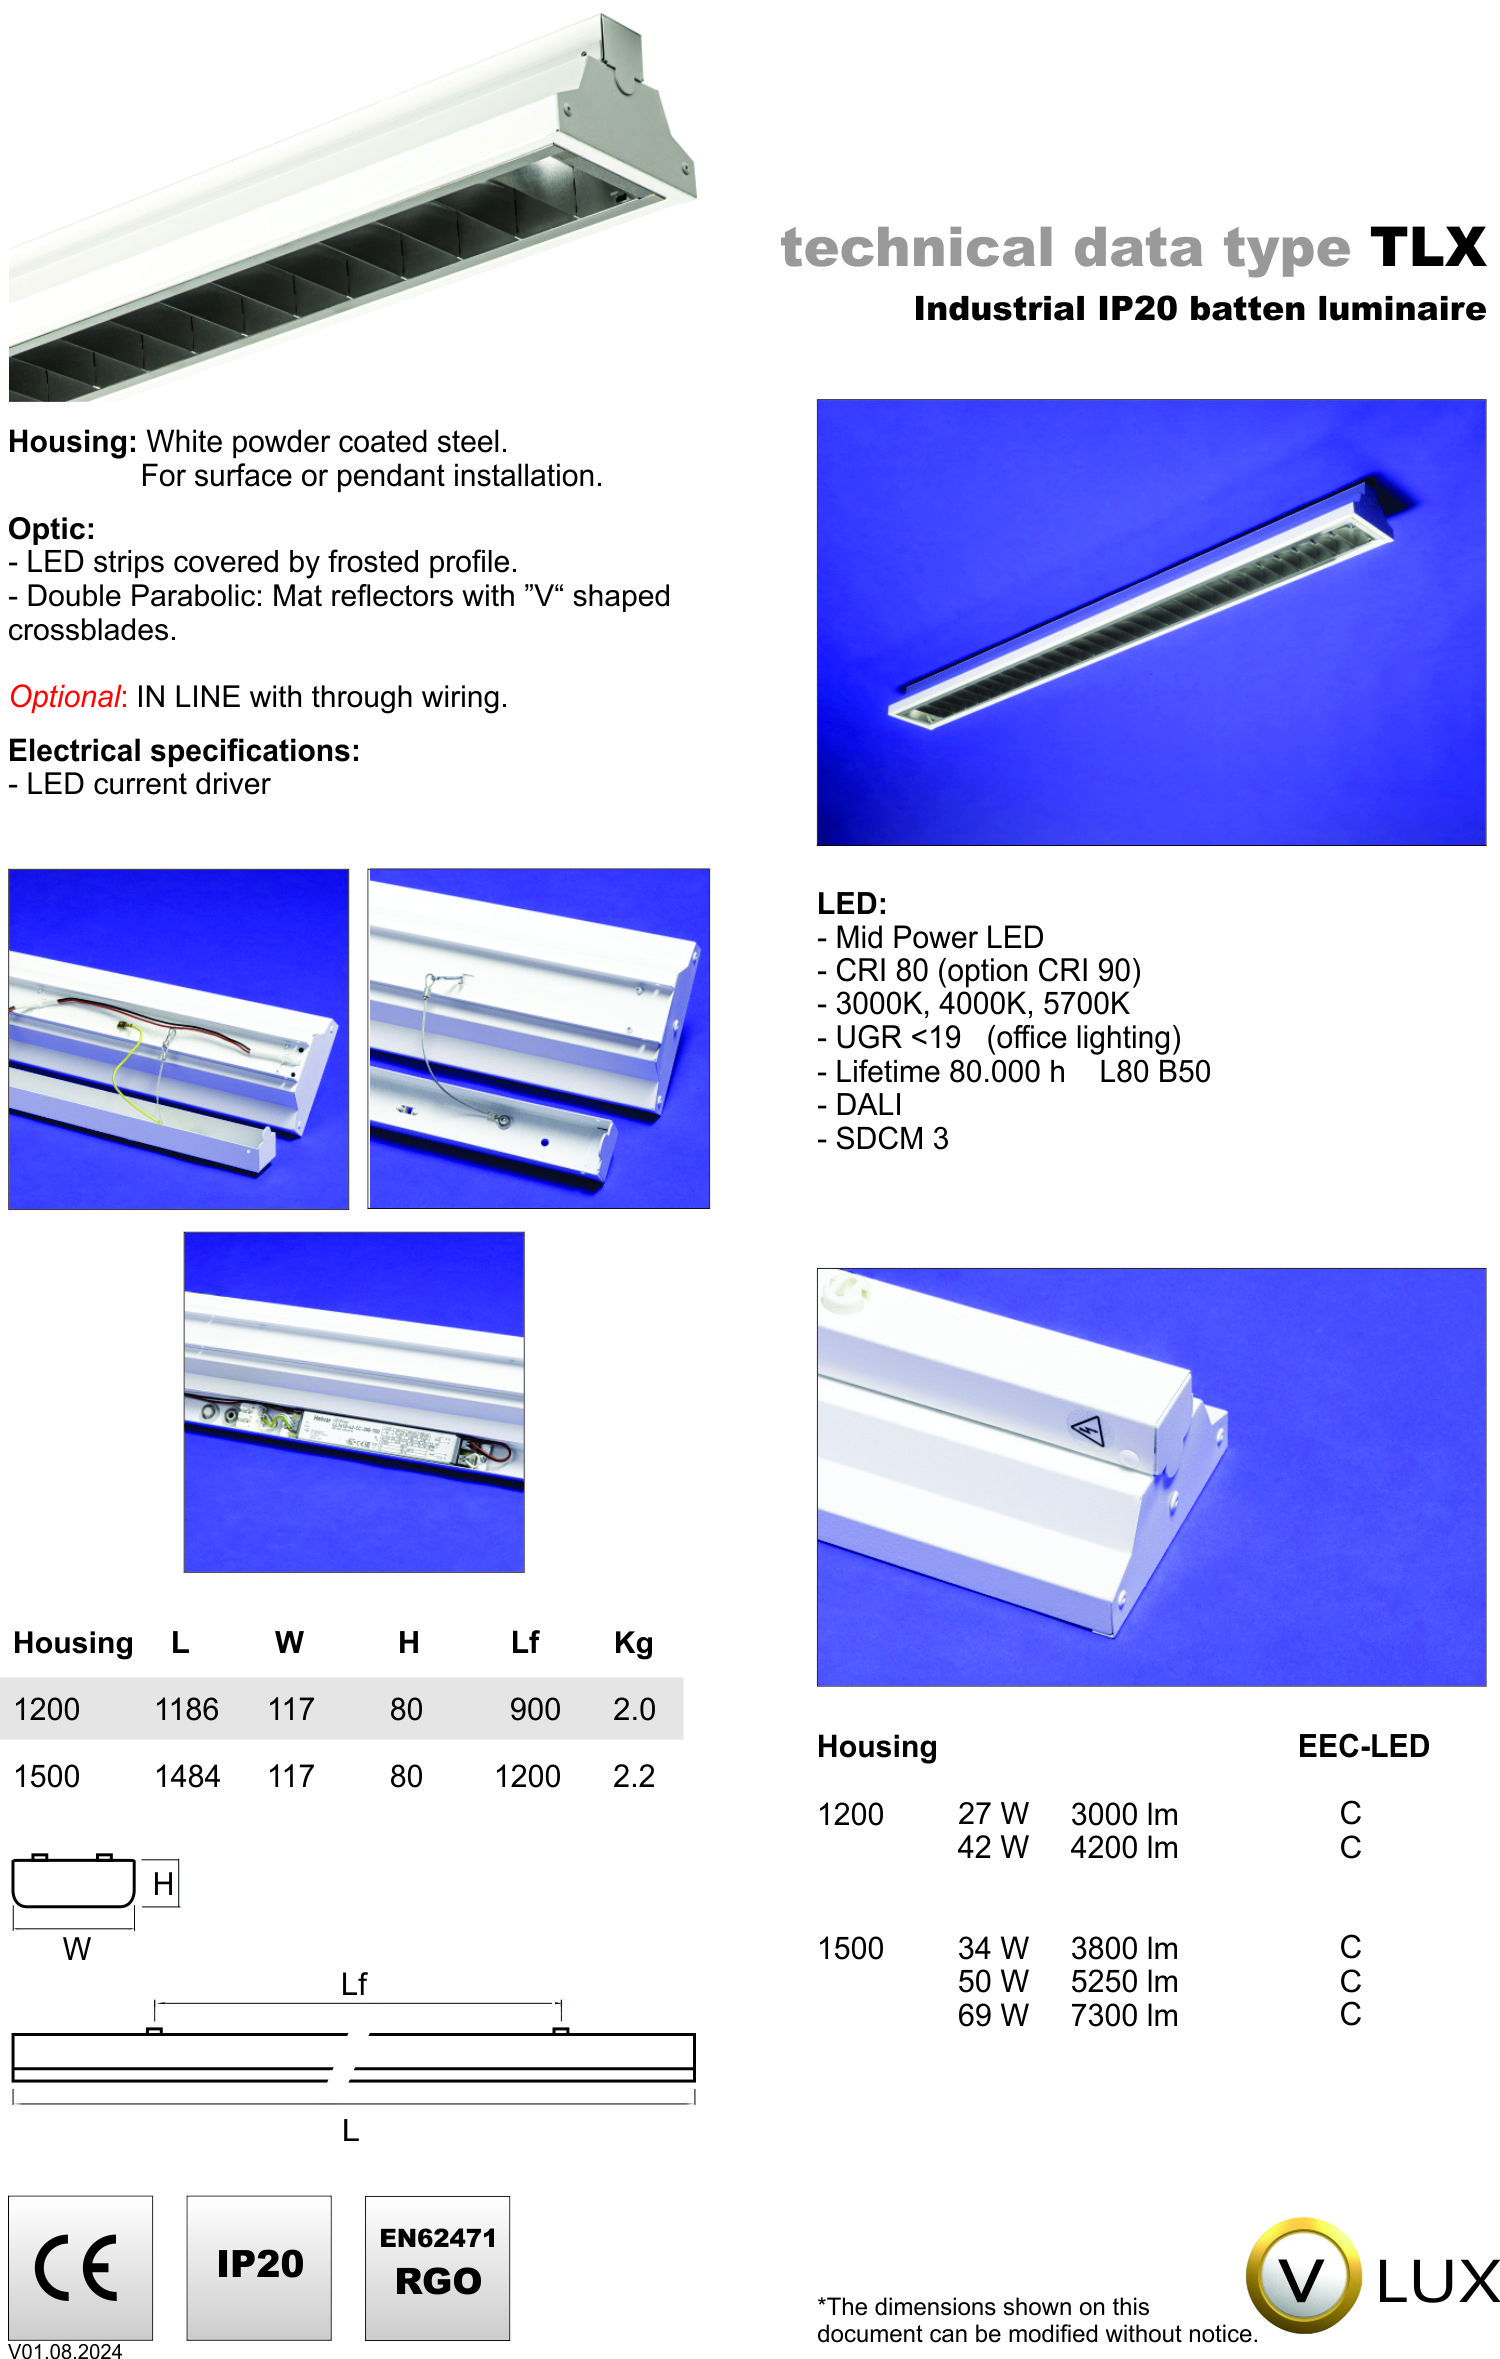 technical data type TLX
Industrial IP20 batten luminaire
Housing: White powder coated steel.
For surface or pendant installation.
Optic:
- LED strips covered by frosted profile.
- Double Parabolic: Mat reflectors with ”V“ shaped
crossblades.
Optional: IN LINE with through wiring.
Electrical specifications:
- LED current driver
LED:
- Mid Power LED
- CRI 80 (option CRI 90)
- 3000K, 4000K, 5700K
- UGR <19 (office lighting)
- Lifetime 80.000 h L80 B50
- DALI
- SDCM 3
Helvar
Housing L W H Lf Kg
1200 1186 117 80 900 2.0
1500 1484 117 80 1200 2.2
H
W
Lf
L
Housing EEC-LED
1200 27 W 3000 lm C
42 W 4200 lm C
1500 34 W 3800 lm C
50 W 5250 lm C
69 W 7300 lm C
CE
IP20
EN62471
RGO
V01.08.2024
*The dimensions shown on this
document can be modified without notice.
V LUX